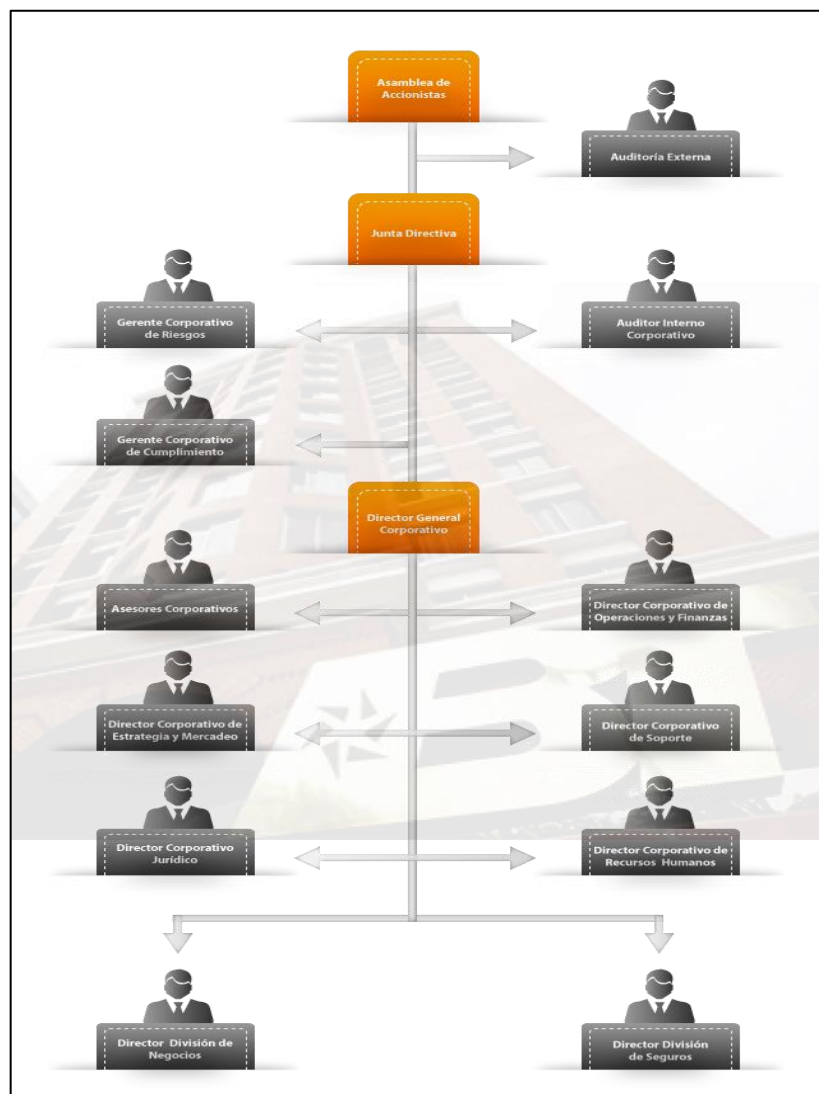 Asamblea de
Accionistas
Auditoría Externa
Junta Directiva
Gerente Corporativo
de Riesgos
Auditor Interno
Corporativo
Gerente Corporativo
de Cumplimiento
Director General
Corporativo
Asesores Corporativos
Director Corporativo de
Operaciones y Finanzas
Director Corporativo de
Estrategia y Mercadeo
Director Corporativo
de Soporte
Director Corporativo
Jurídico
Director Corporativo de
Recursos Humanos
Director División de
Negocios
Director División
de Seguros